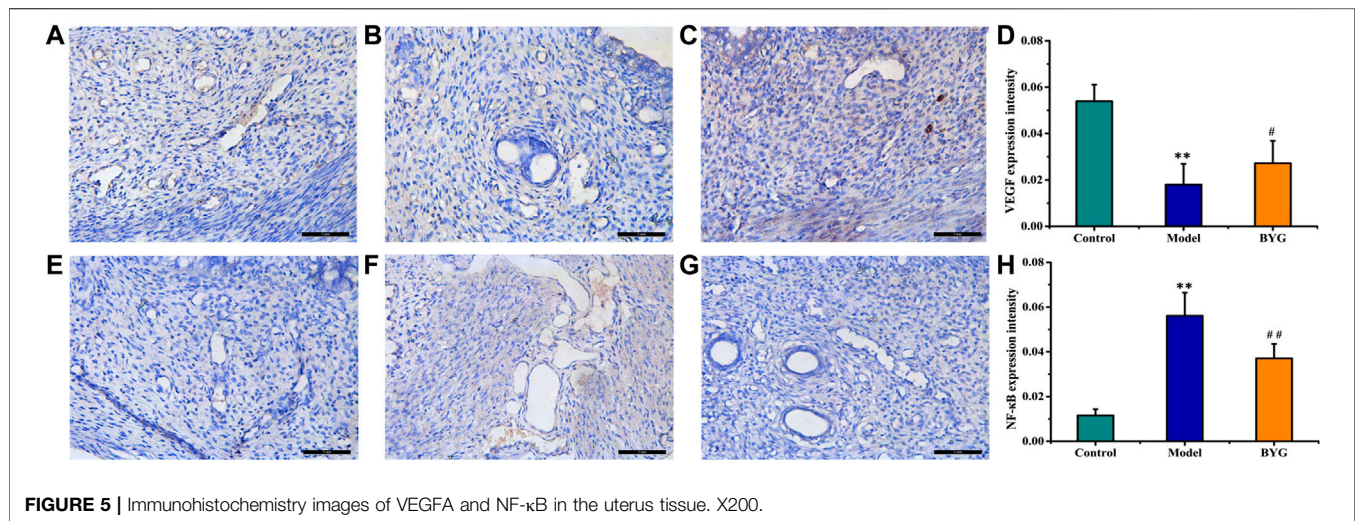 A
B
C
D
VEGF expression intensity
0.08
0.06
0.04
0.02
0.00
**
#
Control
Model
BYG
E
F
G
H
NF-κB expression intensity
0.08
0.06
0.04
0.02
0.00
**
##
Control
Model
BYG
FIGURE 5 | Immunohistochemistry images of VEGFA and NF-κB in the uterus tissue. X200.